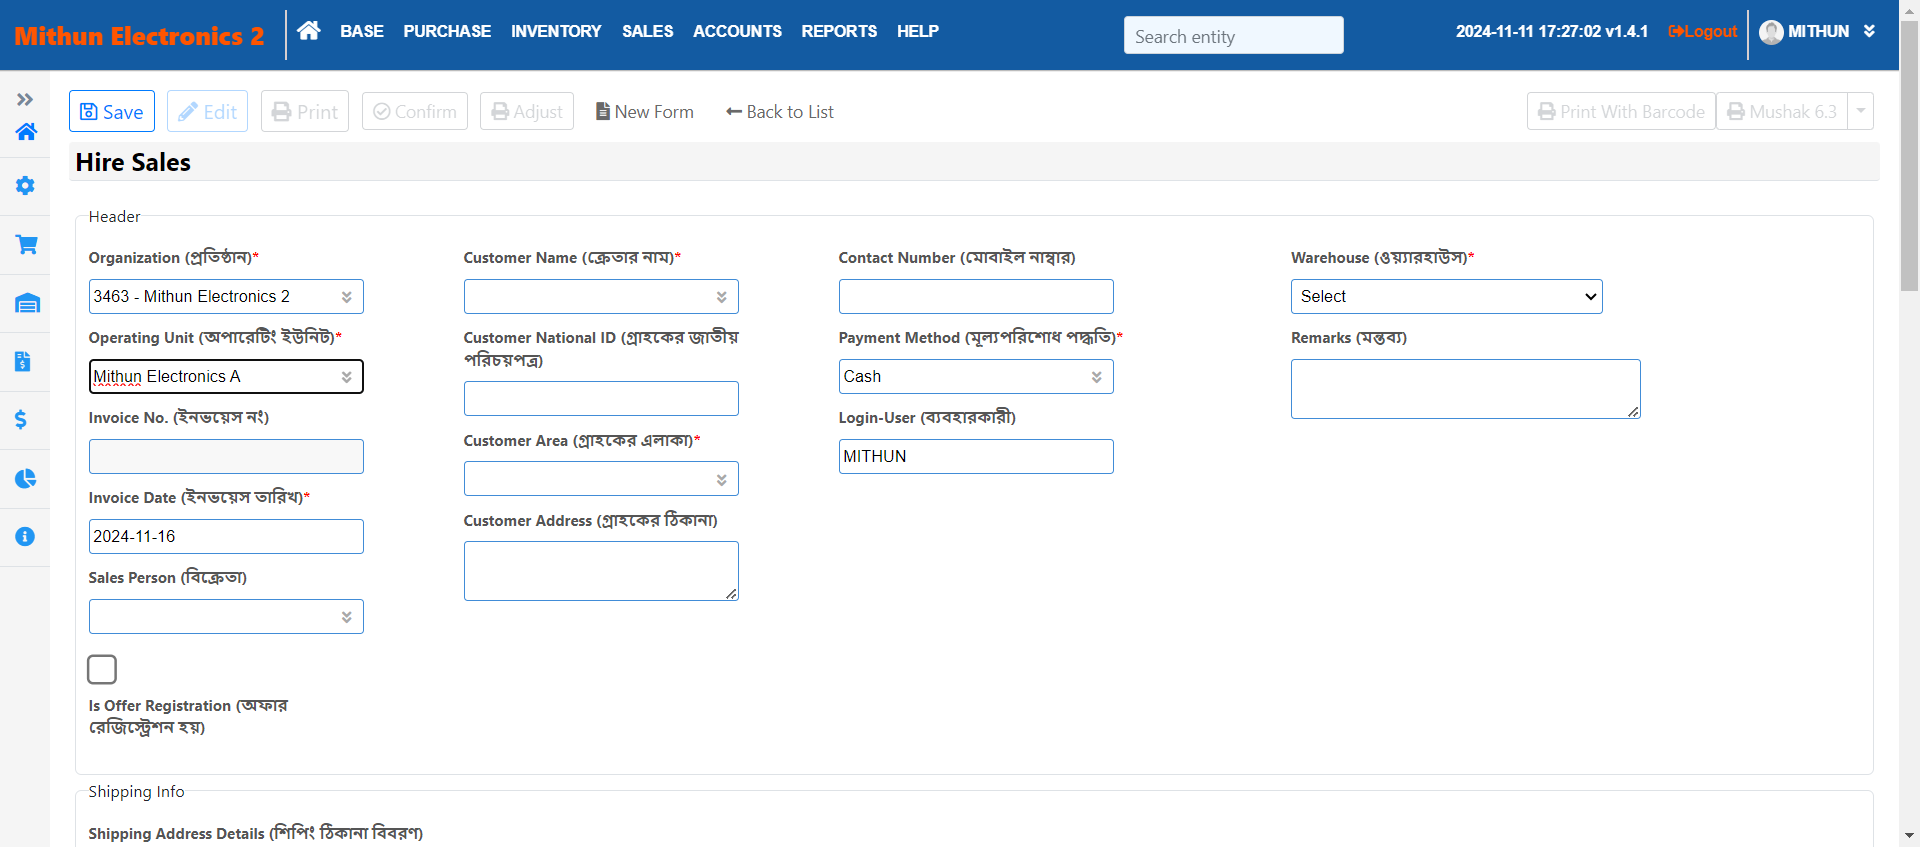 Mithun Electronics 2
BASE PURCHASE INVENTORY SALES ACCOUNTS REPORTS HELP
Search entity
2024-11-11 17:27:02 v1.4.1 Logout MITHUN
Save Edit Print Confirm Adjust New Form Back to List
Print With Barcode Mushak 6.3
Hire Sales
Header
Organization (প্রতিষ্ঠান)*
3463 - Mithun Electronics 2
Operating Unit (অপারেটিং ইউনিট)*
Mithun Electronics A
Invoice No. (ইনভয়েস নং)
Invoice Date (ইনভয়েস তারিখ)*
2024-11-16
Sales Person (বিক্রেতা)
Is Offer Registration (অফার
রেজিস্ট্রেশন হয়)
Customer Name (ক্রেতার নাম)*
Customer National ID (গ্রাহকের জাতীয়
পরিচয়পত্র)
Customer Area (গ্রাহকের এলাকা)*
Customer Address (গ্রাহকের ঠিকানা)
Contact Number (মোবাইল নাম্বার)
Payment Method (মূল্যপরিশোধ পদ্ধতি)*
Cash
Login-User (ব্যবহারকারী)
MITHUN
Warehouse (ওয়্যারহাউস)*
Select
Remarks (মন্তব্য)
Shipping Info
Shipping Address Details (শিপিং ঠিকানা বিবরণ)